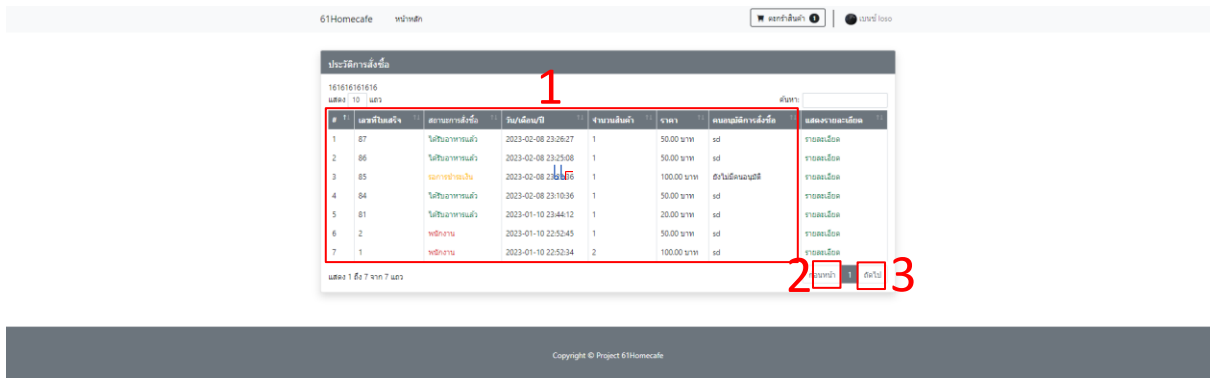 61Homecafe หน้าหลัก ตะกร้าสินค้า 1 เบนซ์ loso
ประวัติการสั่งซื้อ
1
161616161616
แสดง 10 แถว ค้นหา:
# เลขที่ใบเสร็จ สถานะการสั่งซื้อ วัน/เดือน/ปี จำนวนสินค้า ราคา คนอนุมัติการสั่งซื้อ แสดงรายละเอียด
1 87 ได้รับอาหารแล้ว 2023-02-08 23:26:27 1 50.00 บาท sd รายละเอียด
2 86 ได้รับอาหารแล้ว 2023-02-08 23:25:08 1 50.00 บาท sd รายละเอียด
3 85 รอการชำระเงิน 2023-02-08 1 100.00 บาท ยังไม่มีคนอนุมัติ รายละเอียด
4 84 ได้รับอาหารแล้ว 2023-02-08 23:10:36 1 50.00 บาท sd รายละเอียด
5 81 ได้รับอาหารแล้ว 2023-01-10 23:44:12 1 20.00 บาท sd รายละเอียด
6 2 พนักงาน 2023-01-10 22:52:45 1 50.00 บาท sd รายละเอียด
7 1 พนักงาน 2023-01-10 22:52:34 2 100.00 บาท sd รายละเอียด
แสดง 1 ถึง 7 จาก 7 แถว 2 ก่อนหน้า 1 ถัดไป 3
Copyright © Project 61Homecafe